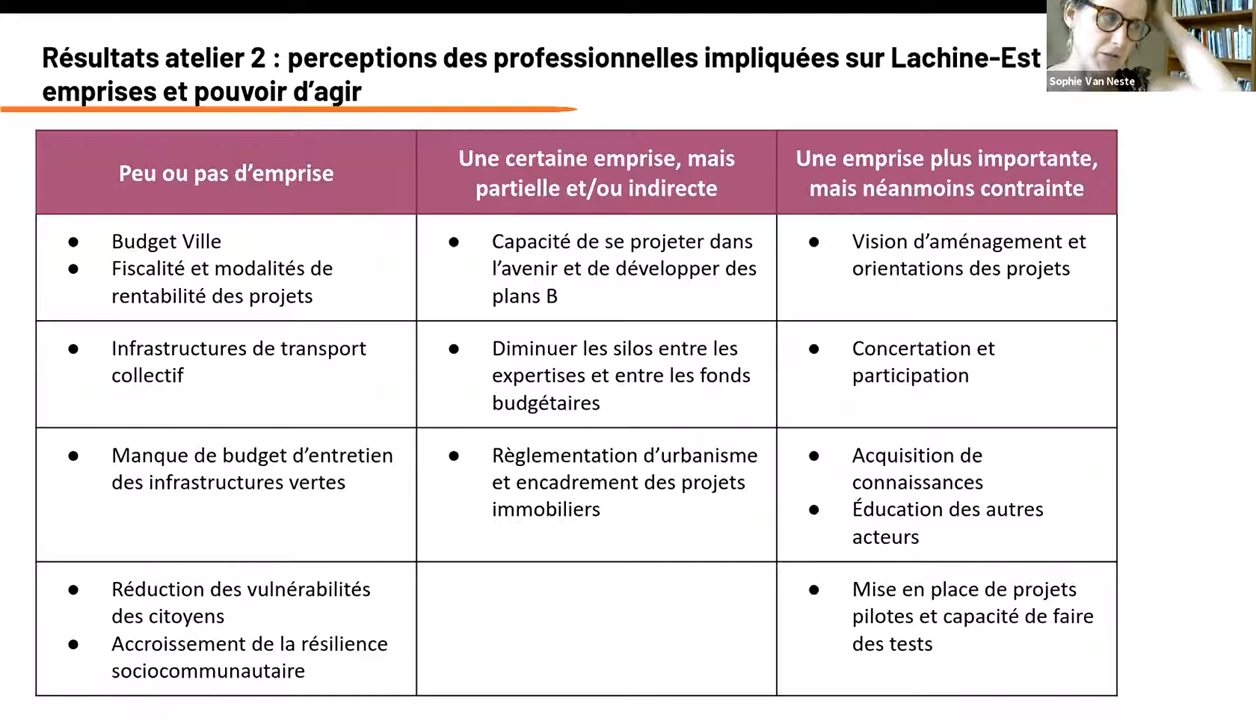 Résultats atelier 2 : perceptions des professionnelles impliquées sur Lachine-Est
emprises et pouvoir d'agir
Sophie Van Neste
Peu ou pas d'emprise
Une certaine emprise, mais
partielle et/ou indirecte
Une emprise plus importante,
mais néanmoins contrainte
● Budget Ville
● Fiscalité et modalités de
rentabilité des projets
● Capacité de se projeter dans
l'avenir et de développer des
plans B
● Vision d'aménagement et
orientations des projets
● Infrastructures de transport
collectif
● Diminuer les silos entre les
expertises et entre les fonds
budgétaires
● Concertation et
participation
● Manque de budget d'entretien
des infrastructures vertes
● Règlementation d'urbanisme
et encadrement des projets
immobiliers
● Acquisition de
connaissances
● Éducation des autres
acteurs
● Réduction des vulnérabilités
des citoyens
● Accroissement de la résilience
sociocommunautaire
● Mise en place de projets
pilotes et capacité de faire
des tests